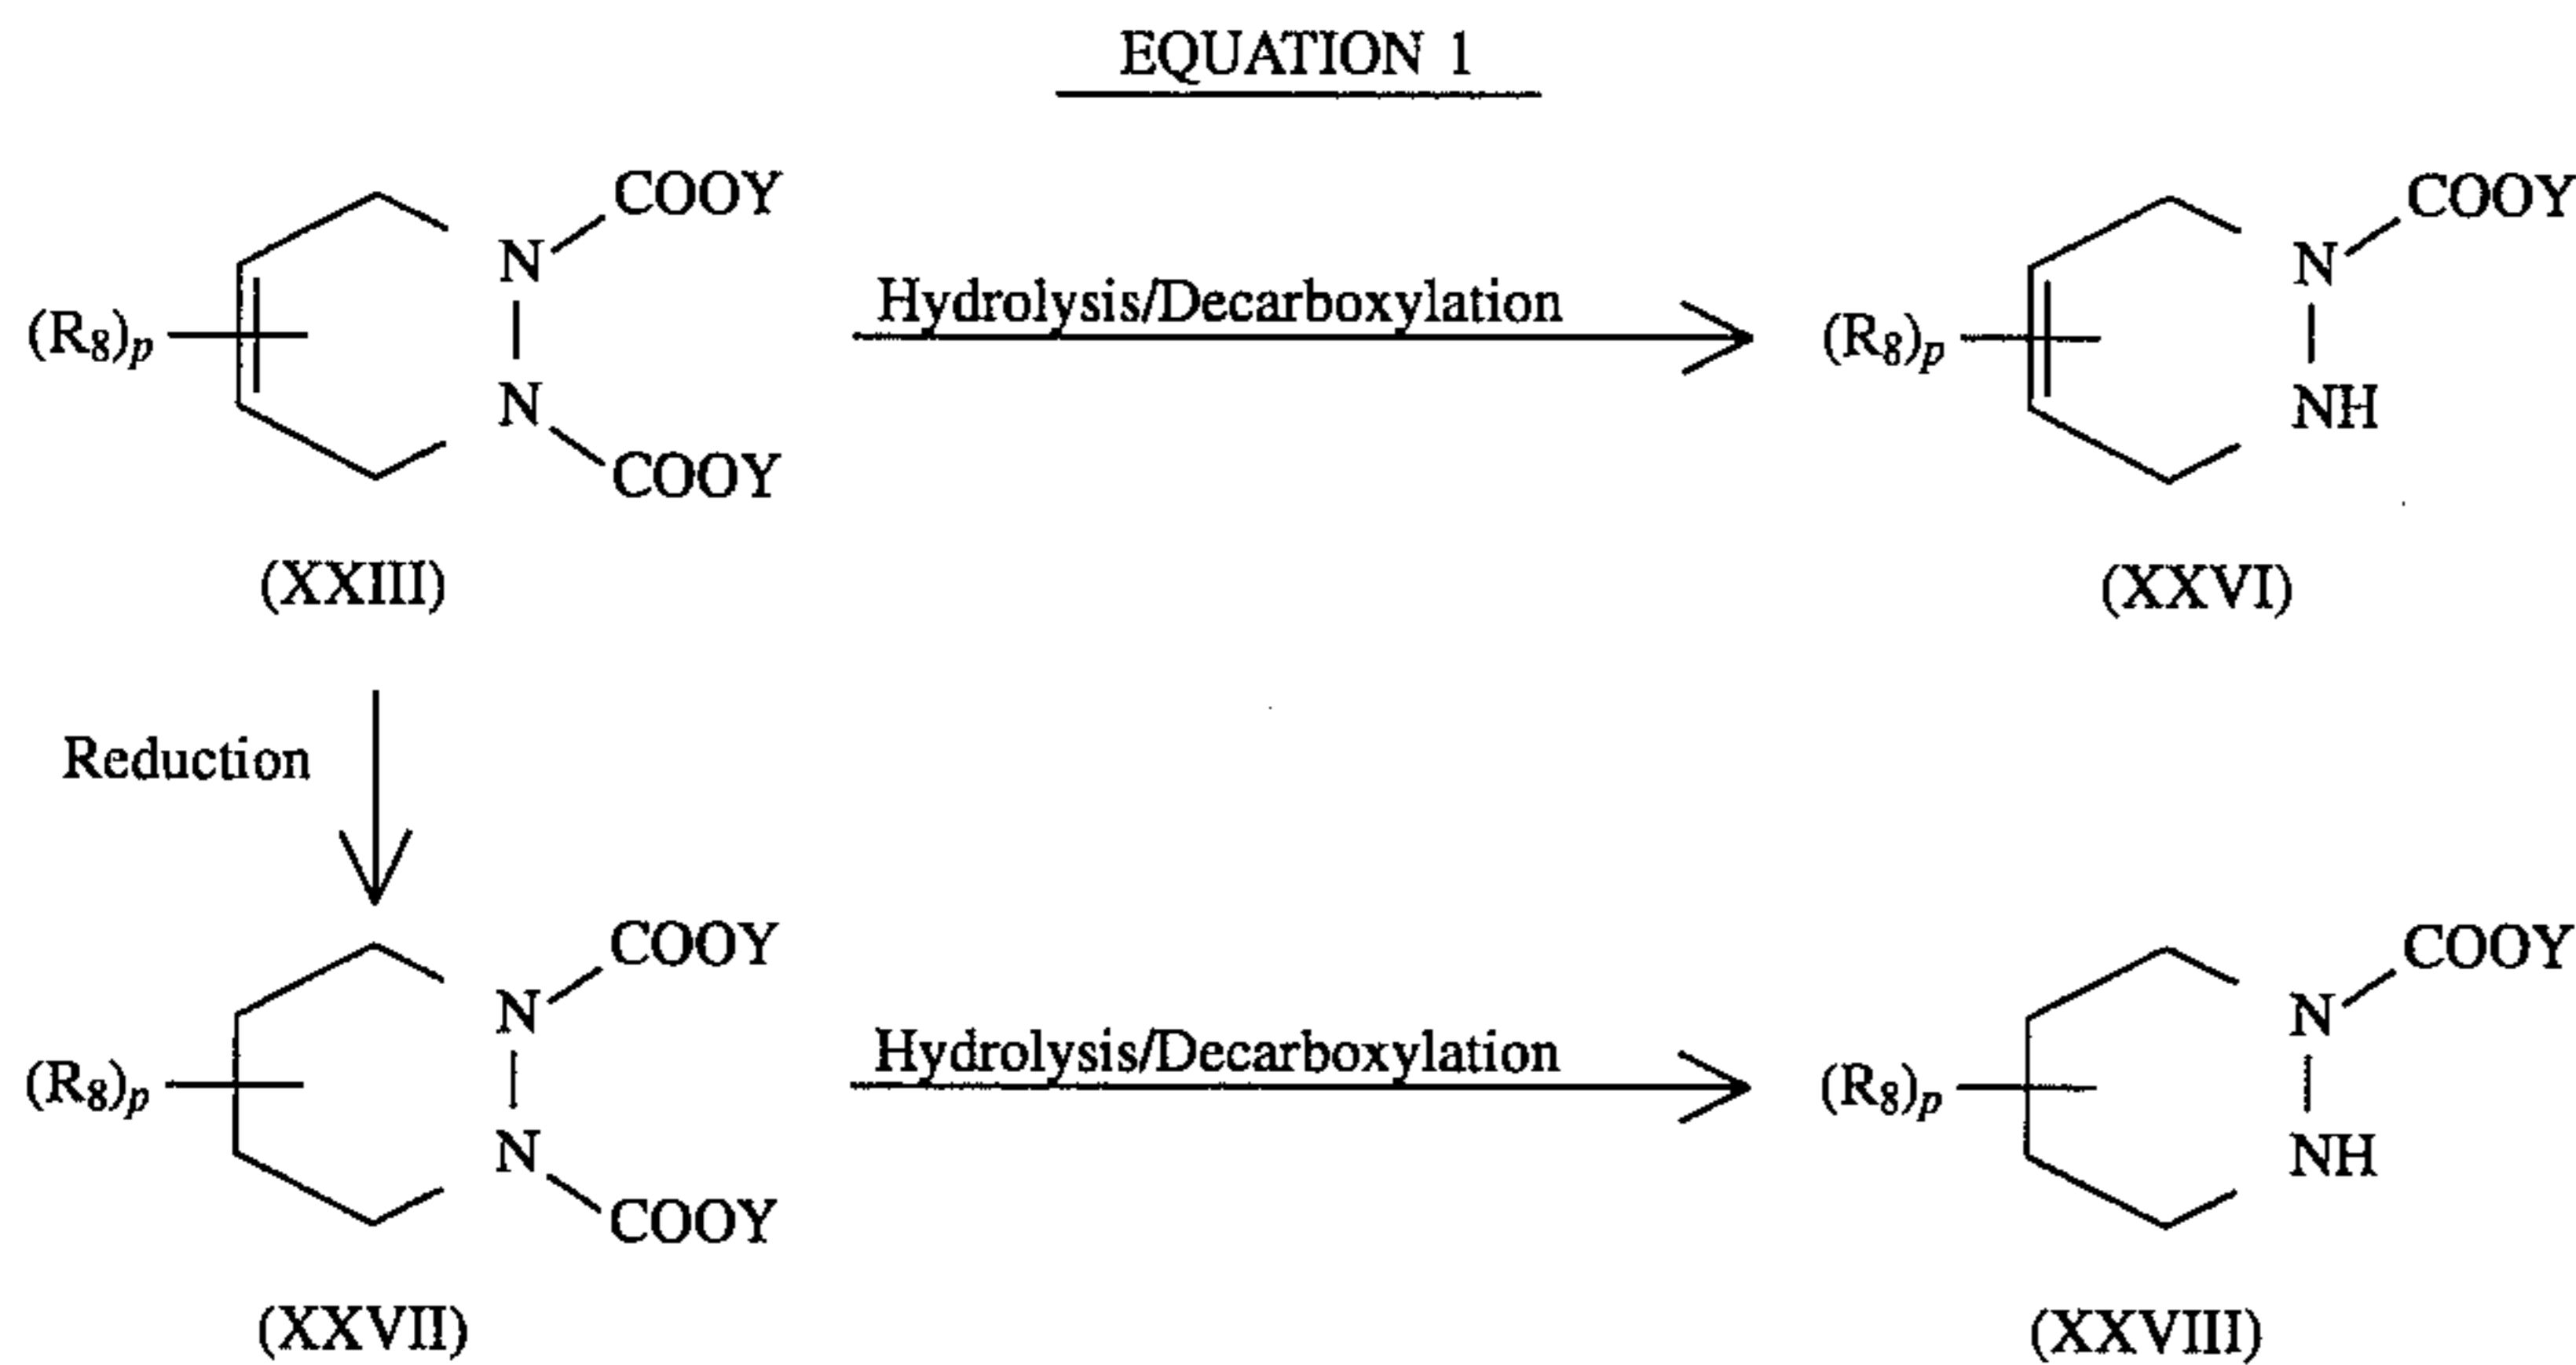 EQUATION 1
COOY
N
(R8)p
N
COOY
(XXIII)
Hydrolysis/Decarboxylation
COOY
N
(R8)p
NH
(XXVI)
Reduction
COOY
N
(R8)p
N
COOY
(XXVII)
Hydrolysis/Decarboxylation
COOY
N
(R8)p
NH
(XXVIII)